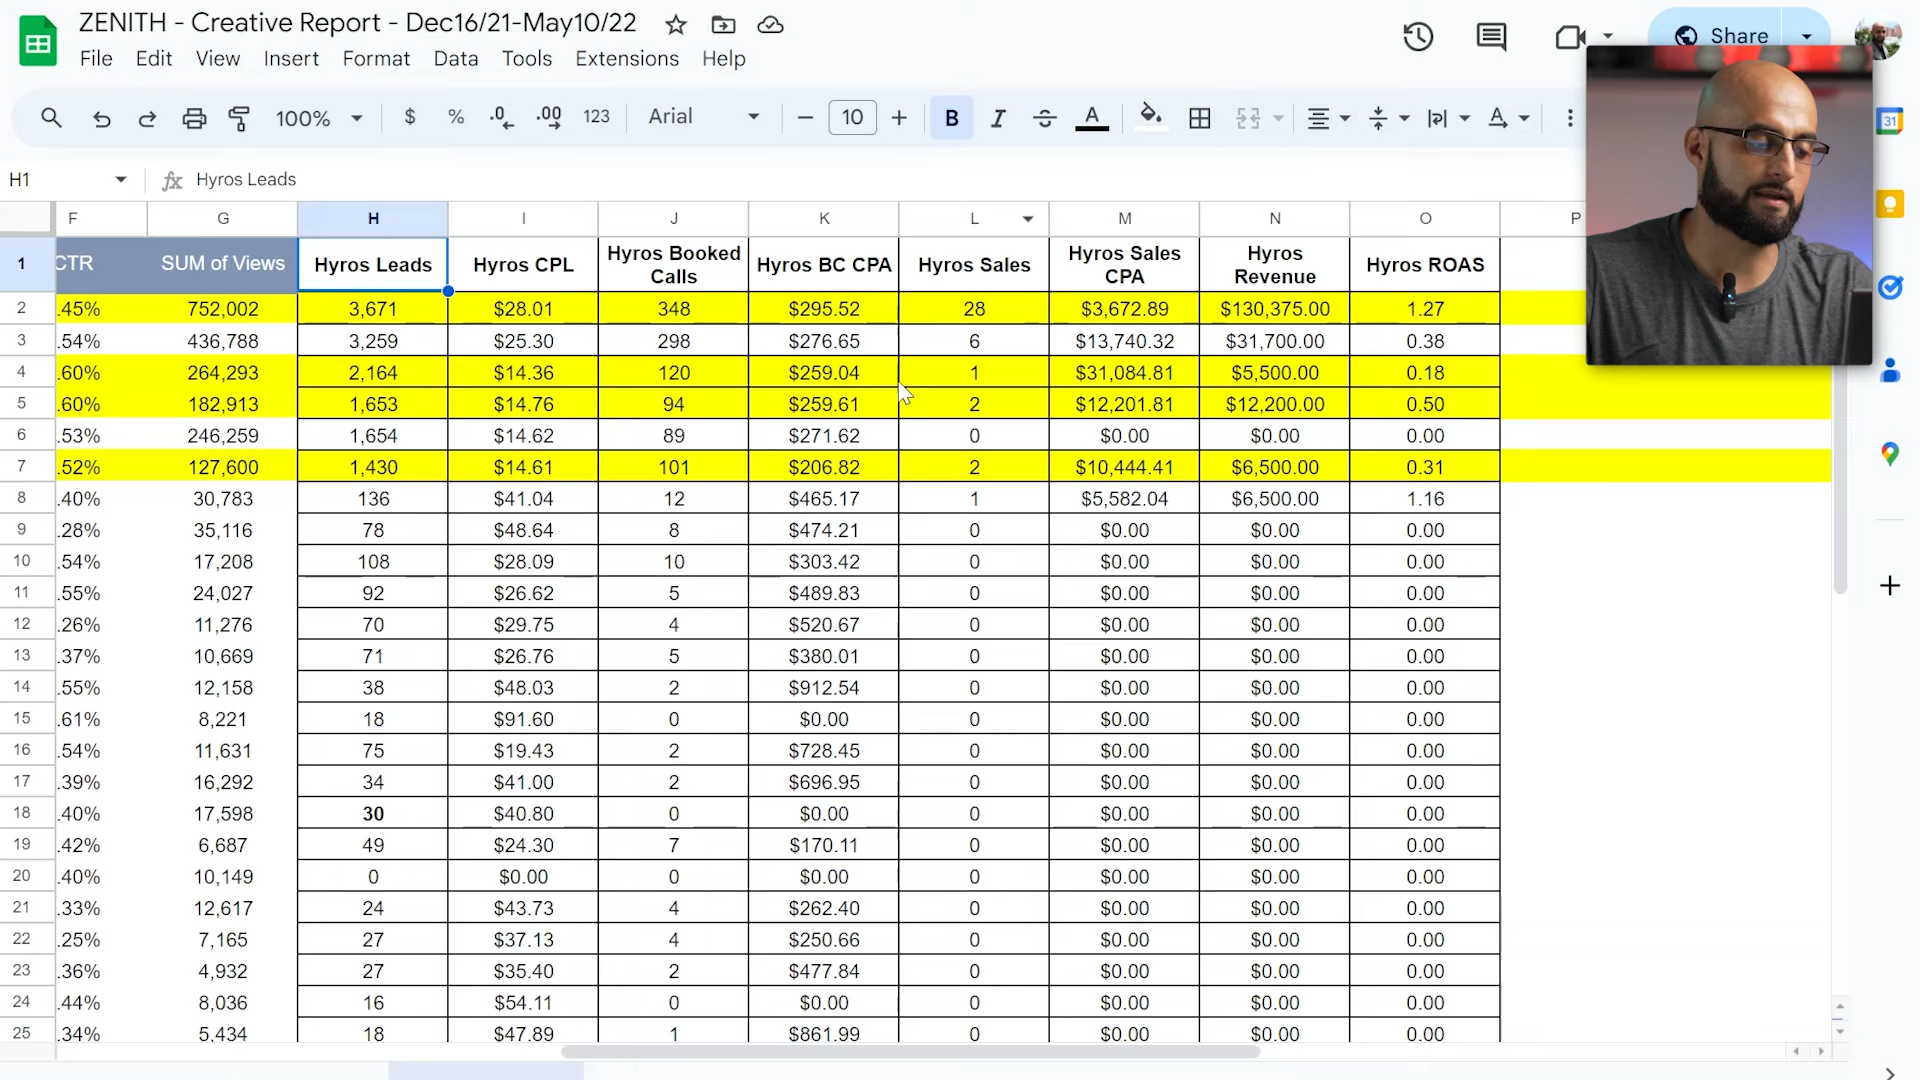 ZENITH - Creative Report - Dec16/21-May10/22
File Edit View Insert Format Data Tools Extensions Help
Share
100% $ % .0 .00 123 Arial 10 B I A A
31
H1 fx Hyros Leads
F G H I J K L M N O P
1 CTR SUM of Views Hyros Leads Hyros CPL Hyros Booked Calls Hyros BC CPA Hyros Sales Hyros Sales CPA Hyros Revenue Hyros ROAS
2 .45% 752,002 3,671 $28.01 348 $295.52 28 $3,672.89 $130,375.00 1.27
3 .54% 436,788 3,259 $25.30 298 $276.65 6 $13,740.32 $31,700.00 0.38
4 .60% 264,293 2,164 $14.36 120 $259.04 1 $31,084.81 $5,500.00 0.18
5 .60% 182,913 1,653 $14.76 94 $259.61 2 $12,201.81 $12,200.00 0.50
6 .53% 246,259 1,654 $14.62 89 $271.62 0 $0.00 $0.00 0.00
7 .52% 127,600 1,430 $14.61 101 $206.82 2 $10,444.41 $6,500.00 0.31
8 .40% 30,783 136 $41.04 12 $465.17 1 $5,582.04 $6,500.00 1.16
9 .28% 35,116 78 $48.64 8 $474.21 0 $0.00 $0.00 0.00
10 .54% 17,208 108 $28.09 10 $303.42 0 $0.00 $0.00 0.00
11 .55% 24,027 92 $26.62 5 $489.83 0 $0.00 $0.00 0.00
12 .26% 11,276 70 $29.75 4 $520.67 0 $0.00 $0.00 0.00
13 .37% 10,669 71 $26.76 5 $380.01 0 $0.00 $0.00 0.00
14 .55% 12,158 38 $48.03 2 $912.54 0 $0.00 $0.00 0.00
15 .61% 8,221 18 $91.60 0 $0.00 0 $0.00 $0.00 0.00
16 .54% 11,631 75 $19.43 2 $728.45 0 $0.00 $0.00 0.00
17 .39% 16,292 34 $41.00 2 $696.95 0 $0.00 $0.00 0.00
18 .40% 17,598 30 $40.80 0 $0.00 0 $0.00 $0.00 0.00
19 .42% 6,687 49 $24.30 7 $170.11 0 $0.00 $0.00 0.00
20 .40% 10,149 0 $0.00 0 $0.00 0 $0.00 $0.00 0.00
21 .33% 12,617 24 $43.73 4 $262.40 0 $0.00 $0.00 0.00
22 .25% 7,165 27 $37.13 4 $250.66 0 $0.00 $0.00 0.00
23 .36% 4,932 27 $35.40 2 $477.84 0 $0.00 $0.00 0.00
24 .44% 8,036 16 $54.11 0 $0.00 0 $0.00 $0.00 0.00
25 .34% 5,434 18 $47.89 1 $861.99 0 $0.00 $0.00 0.00